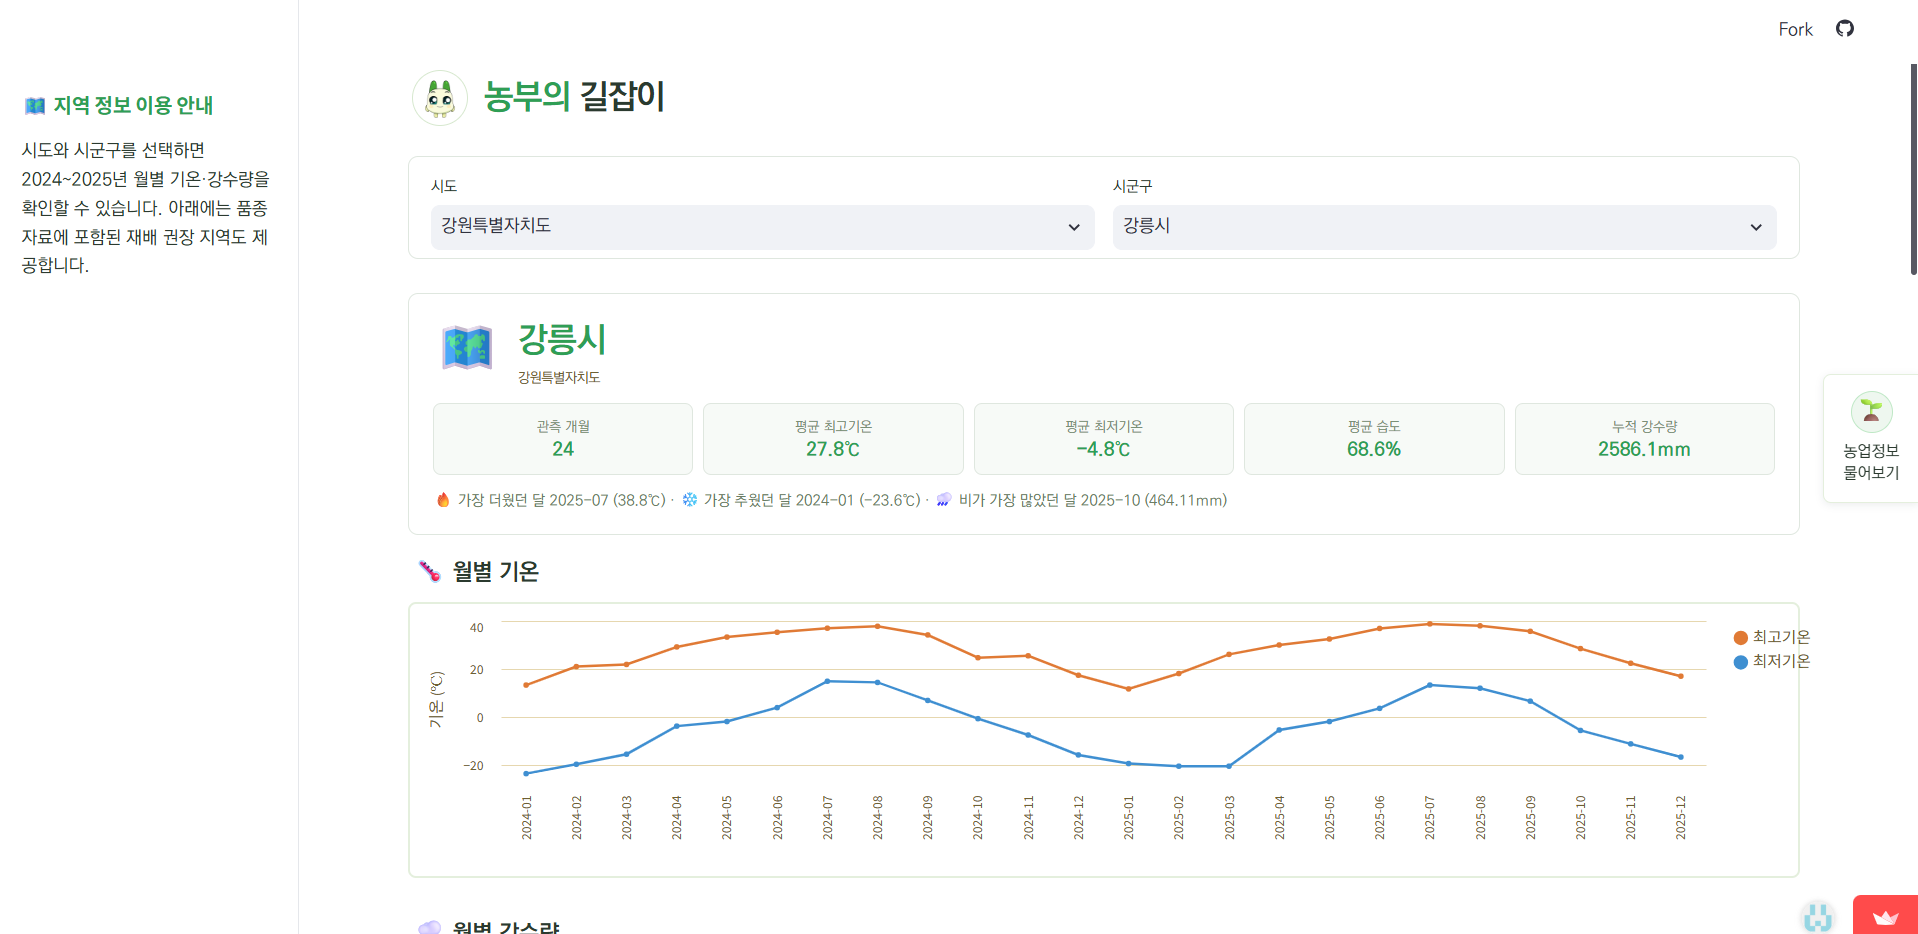 Fork
지역 정보 이용 안내
시도와 시군구를 선택하면
2024~2025년 월별 기온·강수량을
확인할 수 있습니다. 아래에는 품종
자료에 포함된 재배 권장 지역도 제
공합니다.
농부의 길잡이
시도
시군구
강원특별자치도
강릉시
강릉시
강원특별자치도
관측 개월
24
평균 최고기온
27.8℃
평균 최저기온
-4.8℃
평균 습도
68.6%
누적 강수량
2586.1mm
가장 더웠던 달 2025-07 (38.8℃) · 가장 추웠던 달 2024-01 (-23.6℃) · 비가 가장 많았던 달 2025-10 (464.11mm)
농업정보
물어보기
월별 기온
최고기온
최저기온
기온 (℃)
40
20
0
-20
2024-01
2024-02
2024-03
2024-04
2024-05
2024-06
2024-07
2024-08
2024-09
2024-10
2024-11
2024-12
2025-01
2025-02
2025-03
2025-04
2025-05
2025-06
2025-07
2025-08
2025-09
2025-10
2025-11
2025-12
월별 강수량